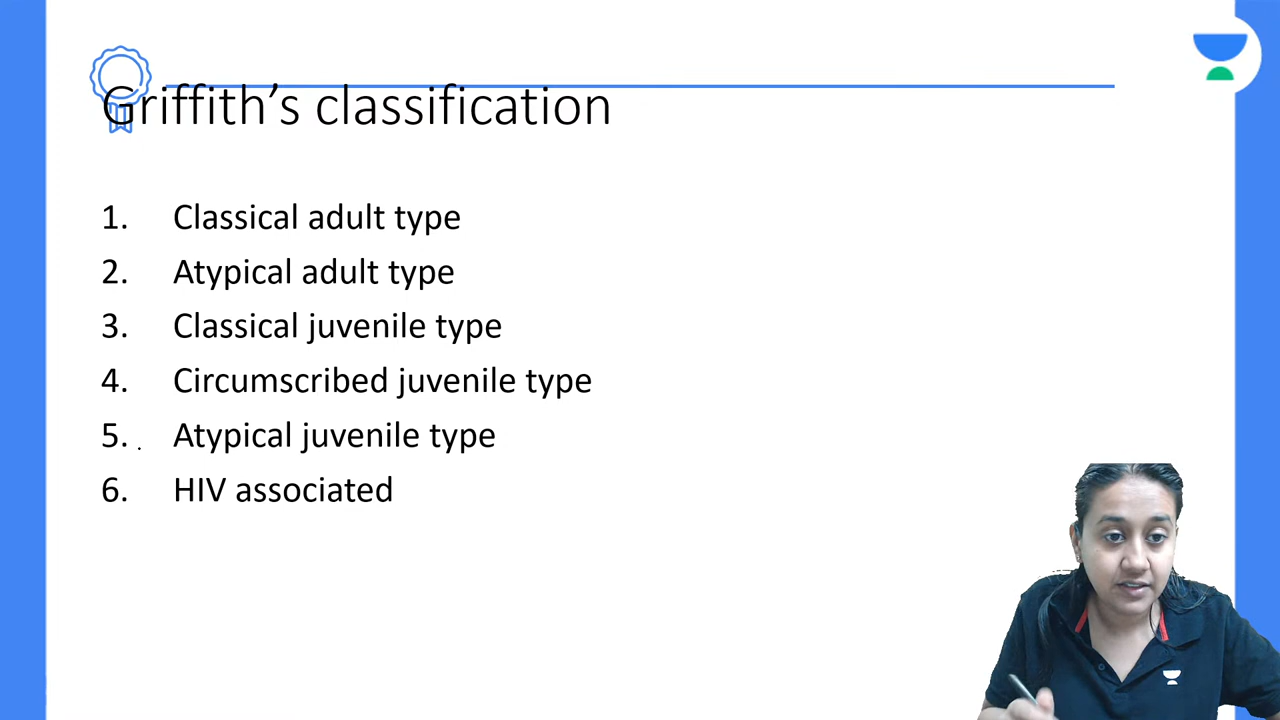 Griffith’s classification
1. Classical adult type
2. Atypical adult type
3. Classical juvenile type
4. Circumscribed juvenile type
5. Atypical juvenile type
6. HIV associated